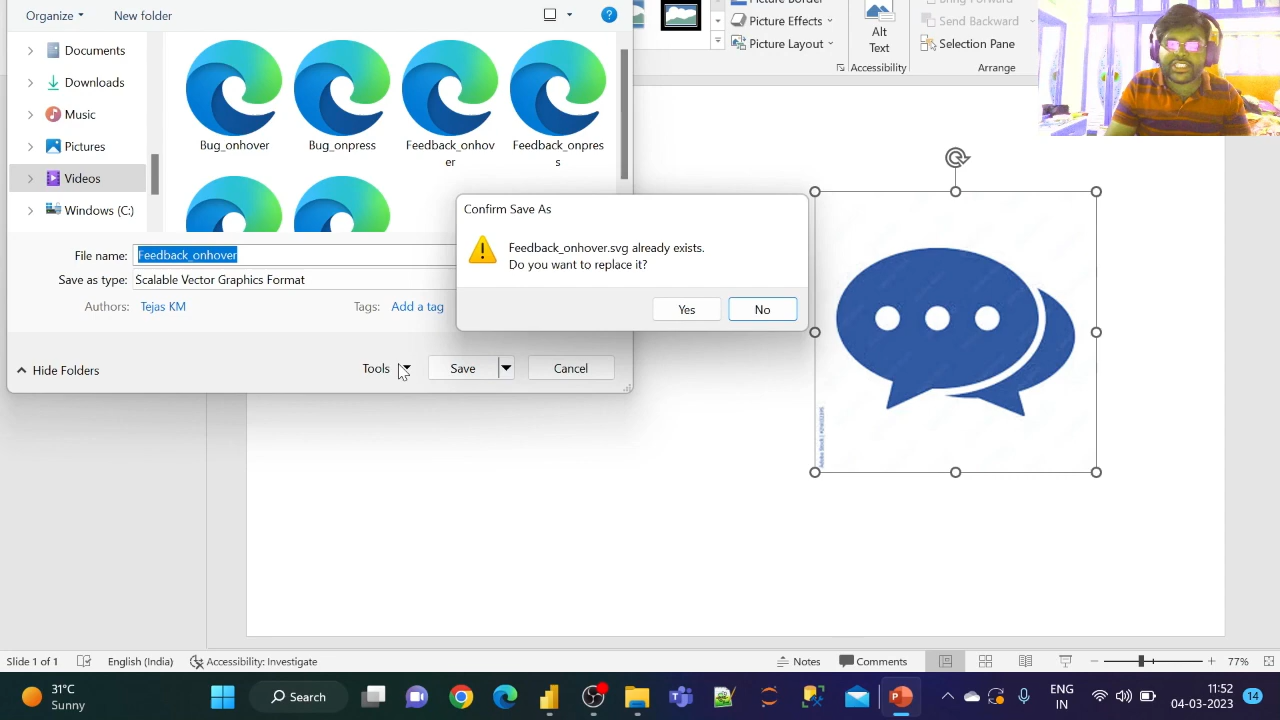 Organize
New folder
Documents
Downloads
Music
Pictures
Videos
Windows (C:)
Bug_onhover
Bug_onpress
Feedback_onhov
er
Feedback_onpres
s
File name:
Feedback_onhover
Save as type:
Scalable Vector Graphics Format
Authors:
Tejas KM
Tags:
Add a tag
Hide Folders
Tools
Save
Cancel
Confirm Save As
Feedback_onhover.svg already exists.
Do you want to replace it?
Yes
No
Picture Border
Picture Effects
Picture Layout
Alt
Text
Accessibility
Bring Forward
Send Backward
Selection Pane
Arrange
Slide 1 of 1
English (India)
Accessibility: Investigate
Notes
Comments
77%
31°C
Sunny
Search
ENG
IN
11:52
04-03-2023
14